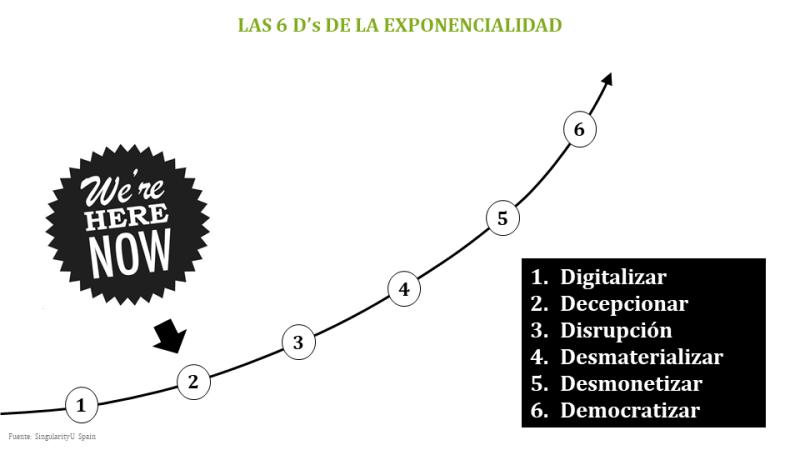 LAS 6 D's DE LA EXPONENCIALIDAD
We're
HERE
NOW
6
5
4
3
2
1
1. Digitalizar
2. Decepcionar
3. Disrupción
4. Desmaterializar
5. Desmonetizar
6. Democratizar
Fuente: SingularityU Spain